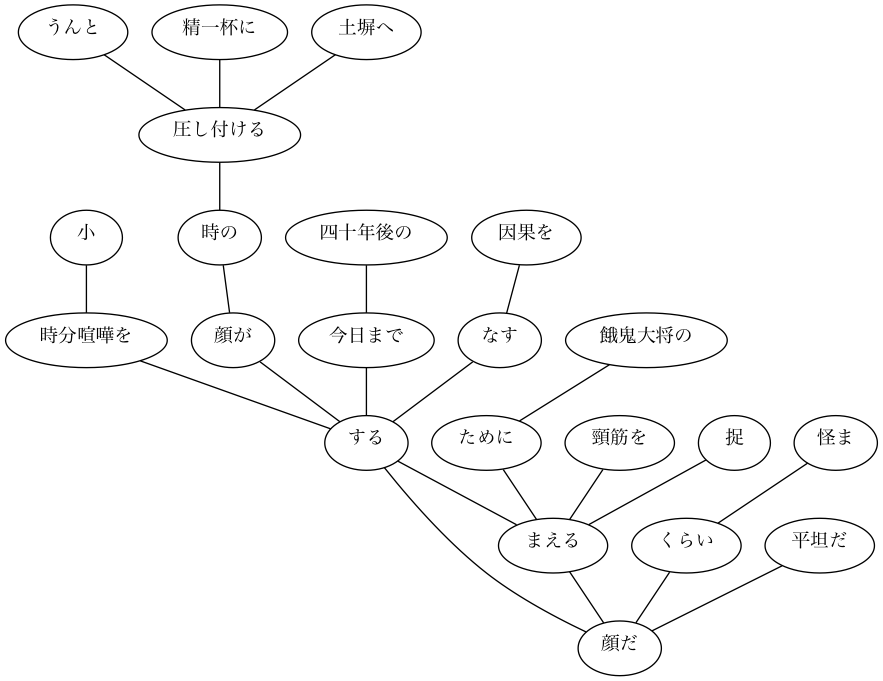 うんと
精一杯に
土塀へ
圧し付ける
小
時の
四十年後の
因果を
時分喧嘩を
顔が
今日まで
なす
餓鬼大将の
する
ために
頸筋を
捉
怪ま
まえる
くらい
平坦だ
顔だ